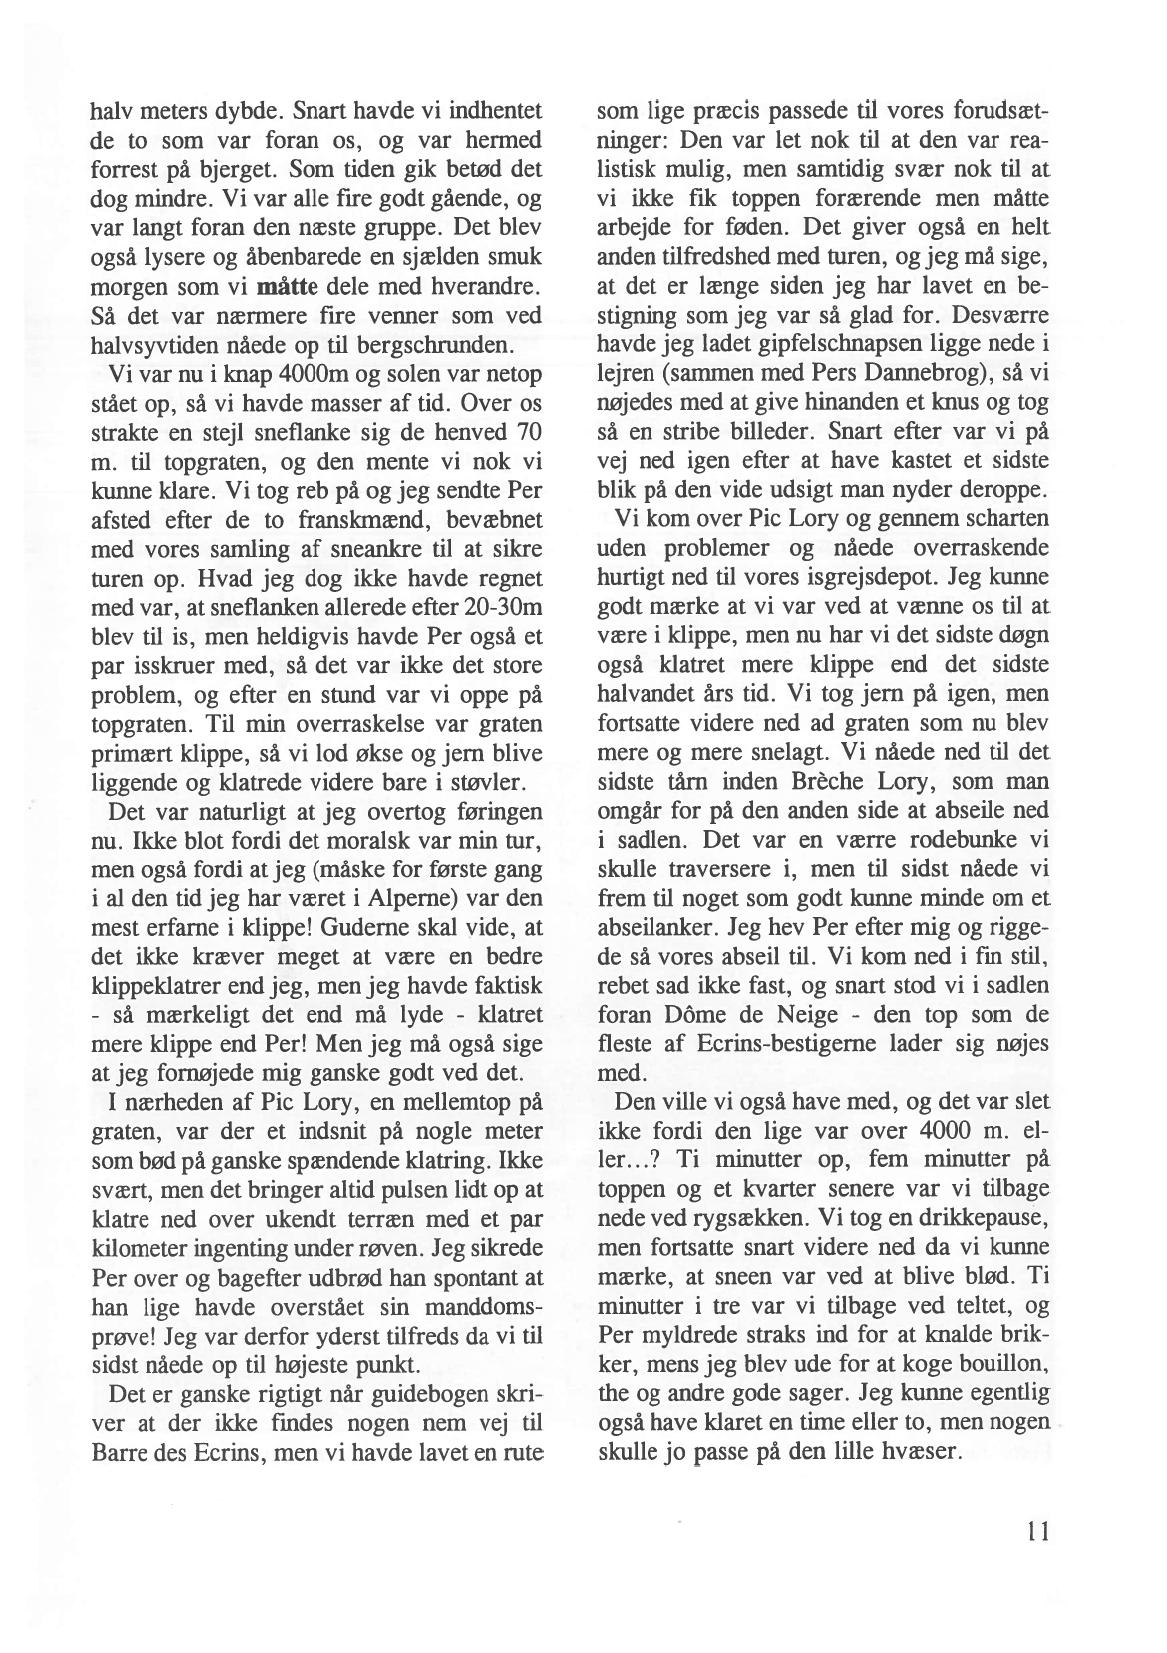 halv meters dybde. Snart havde vi indhentet
de to som var foran os, og var hermed
forrest på bjerget. Som tiden gik betød det
dog mindre. Vi var alle fire godt gående, og
var langt foran den næste gruppe. Det blev
også lysere og åbenbarede en sjælden smuk
morgen som vi måtte dele med hverandre.
Så det var nærmere fire venner som ved
halvsyvtiden nåede op til bergschrunden.
Vi var nu i knap 4000m og solen var netop
stået op, så vi havde masser af tid. Over os
strakte en stejl sneflanke sig de henved 70
m. til topgraten, og den mente vi nok vi
kunne klare. Vi tog reb på og jeg sendte Per
afsted efter de to franskmænd, bevæbnet
med vores samling af sneankre til at sikre
turen op. Hvad jeg dog ikke havde regnet
med var, at sneflanken allerede efter 20-30m
blev til is, men heldigvis havde Per også et
par isskruer med, så det var ikke det store
problem, og efter en stund var vi oppe på
topgraten. Til min overraskelse var graten
primært klippe, så vi lod økse og jern blive
liggende og klatrede videre bare i støvler.
Det var naturligt at jeg overtog føringen
nu. Ikke blot fordi det moralsk var min tur,
men også fordi at jeg (måske for første gang
i al den tid jeg har været i Alperne) var den
mest erfarne i klippe! Guderne skal vide, at
det ikke kræver meget at være en bedre
klippeklatrer end jeg, men jeg havde faktisk
- så mærkeligt det end må lyde - klatret
mere klippe end Per! Men jeg må også sige
at jeg fornøjede mig ganske godt ved det.
I nærheden af Pic Lory, en mellemtop på
graten, var der et indsnit på nogle meter
som bød på ganske spændende klatring. Ikke
svært, men det bringer altid pulsen lidt op at
klatre ned over ukendt terræn med et par
kilometer ingenting under røven. Jeg sikrede
Per over og bagefter udbrød han spontant at
han lige havde overstået sin manddoms-
prøve! Jeg var derfor yderst tilfreds da vi til
sidst nåede op til højeste punkt.
Det er ganske rigtigt når guidebogen skri-
ver at der ikke findes nogen nem vej til
Barre des Ecrins, men vi havde lavet en rute
som lige præcis passede til vores forudsæt-
ninger: Den var let nok til at den var rea-
listisk mulig, men samtidig svær nok til at
vi ikke fik toppen forærende men måtte
arbejde for føden. Det giver også en helt
anden tilfredshed med turen, og jeg må sige,
at det er længe siden jeg har lavet en be-
stigning som jeg var så glad for. Desværre
havde jeg ladet gipfelschnapsen ligge nede i
lejren (sammen med Pers Dannebrog), så vi
nøjedes med at give hinanden et knus og tog
så en stribe billeder. Snart efter var vi på
vej ned igen efter at have kastet et sidste
blik på den vide udsigt man nyder deroppe.
Vi kom over Pic Lory og gennem scharten
uden problemer og nåede overraskende
hurtigt ned til vores isgrejsdepot. Jeg kunne
godt mærke at vi var ved at vænne os til at
være i klippe, men nu har vi det sidste døgn
også klatret mere klippe end det sidste
halvandet års tid. Vi tog jern på igen, men
fortsatte videre ned ad graten som nu blev
mere og mere snelagt. Vi nåede ned til det
sidste tårn inden Brèche Lory, som man
omgår for på den anden side at abseile ned
i sadlen. Det var en værre rodebunke vi
skulle traversere i, men til sidst nåede vi
frem til noget som godt kunne minde om et
abseilanker. Jeg hev Per efter mig og rigge-
de så vores abseil til. Vi kom ned i fin stil,
rebet sad ikke fast, og snart stod vi i sadlen
foran Dôme de Neige - den top som de
fleste af Ecrins-bestigerne lader sig nøjes
med.
Den ville vi også have med, og det var slet
ikke fordi den lige var over 4000 m. el-
ler...? Ti minutter op, fem minutter på
toppen og et kvarter senere var vi tilbage
nede ved rygsækken. Vi tog en drikkepause,
men fortsatte snart videre ned da vi kunne
mærke, at sneen var ved at blive blød. Ti
minutter i tre var vi tilbage ved teltet, og
Per myldrede straks ind for at knalde brik-
ker, mens jeg blev ude for at koge bouillon,
the og andre gode sager. Jeg kunne egentlig
også have klaret en time eller to, men nogen
skulle jo passe på den lille hvæser.
11